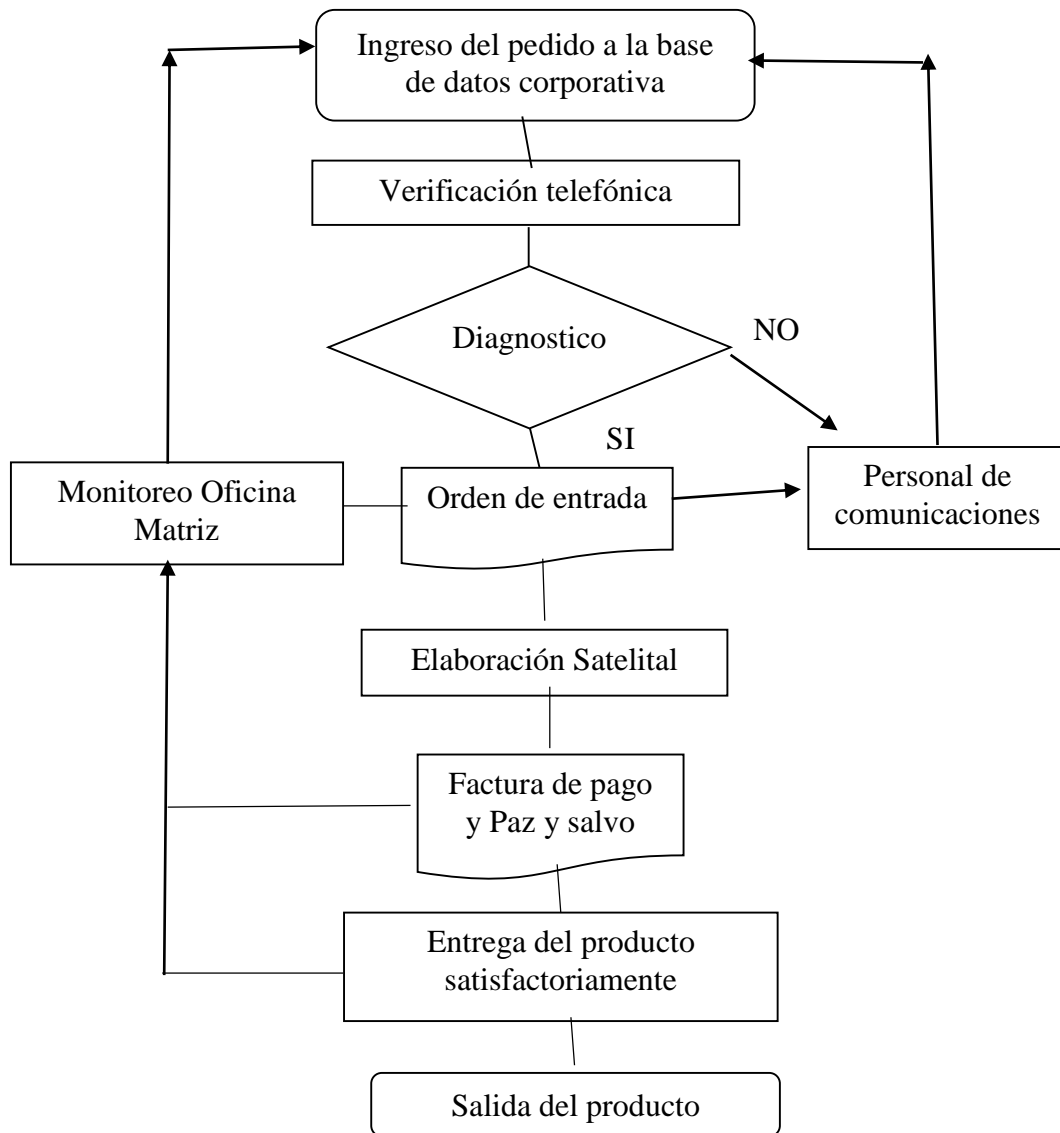 Ingreso del pedido a la base
de datos corporativa
Verificación telefónica
Diagnostico
NO
SI
Monitoreo Oficina
Matriz
Orden de entrada
Personal de
comunicaciones
Elaboración Satelital
Factura de pago
y Paz y salvo
Entrega del producto
satisfactoriamente
Salida del producto